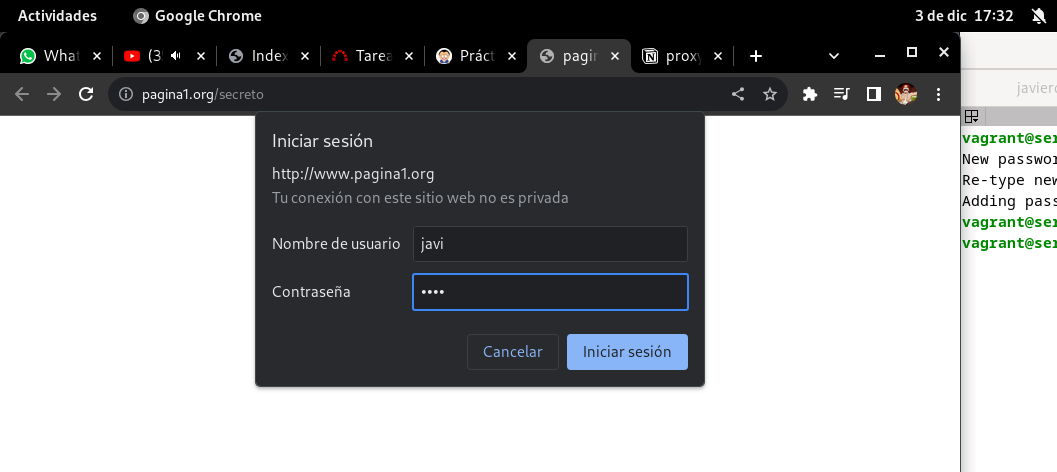 Actividades Google Chrome 3 de dic 17:32
What (3 Index Tarea Práct pagin proxy
pagina1.org/secreto
javiero
Iniciar sesión
http://www.pagina1.org
Tu conexión con este sitio web no es privada
Nombre de usuario javi
Contraseña ••••
Cancelar Iniciar sesión
vagrant@ser
New passwor
Re-type new
Adding pass
vagrant@ser
vagrant@ser